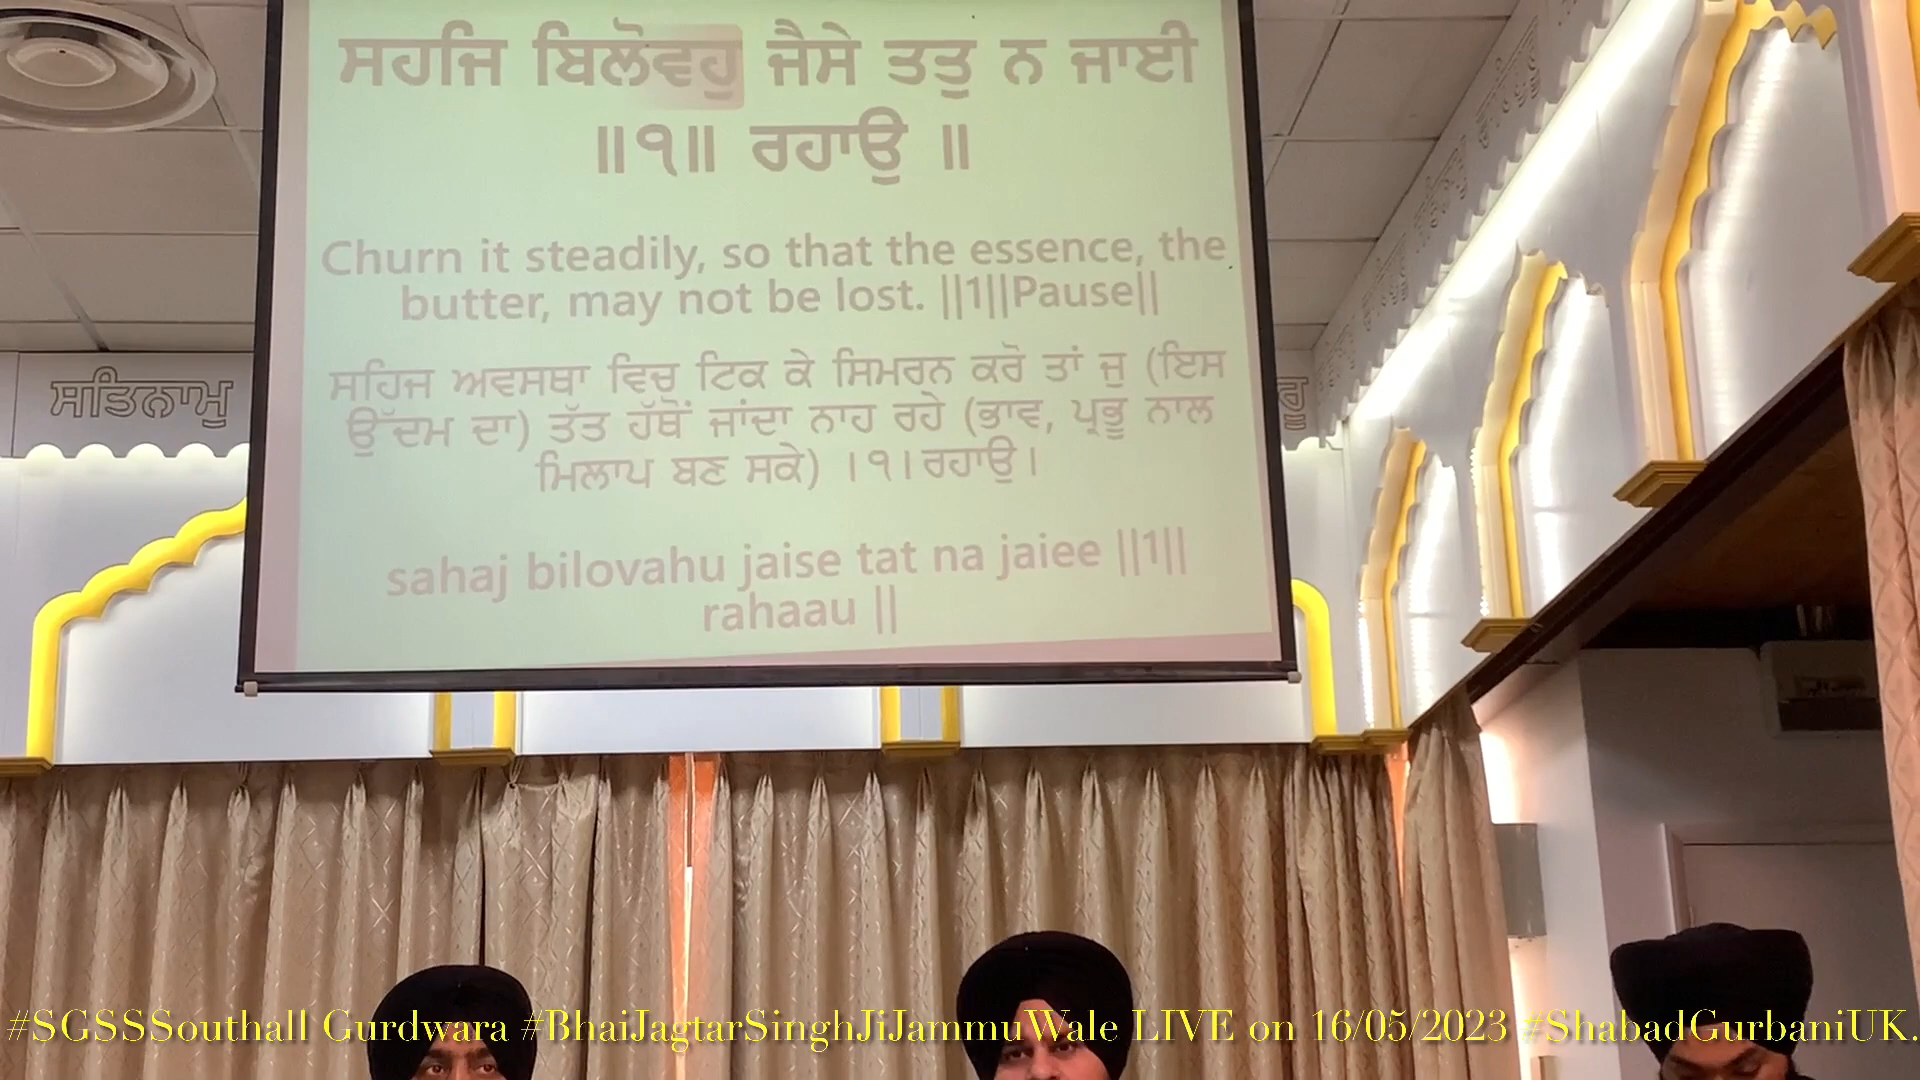 ਸਹਜਿ ਬਿਲੋਵਹੁ ਜੈਸੇ ਤਤੁ ਨ ਜਾਈ
॥੧॥ ਰਹਾਉ ॥
Churn it steadily, so that the essence, the
butter, may not be lost. ||1||Pause||
ਸਹਿਜ ਅਵਸਥਾ ਵਿਚ ਟਿਕ ਕੇ ਸਿਮਰਨ ਕਰੋ ਤਾਂ ਜੁ (ਇਸ
ਉੱਦਮ ਦਾ) ਤੱਤ ਹੱਥੋਂ ਜਾਂਦਾ ਨਾਹ ਰਹੇ (ਭਾਵ, ਪ੍ਰਭੂ ਨਾਲ
ਮਿਲਾਪ ਬਣ ਸਕੇ) ।੧।ਰਹਾਉ।
sahaj bilovahu jaise tat na jaiee ||1||
rahaau ||
ਸਤਿਨਾਮੁ
#SGSSSouthall Gurdwara #BhaiJagtarSinghJiJammuWale LIVE on 16/05/2023 #ShabadGurbaniUK.